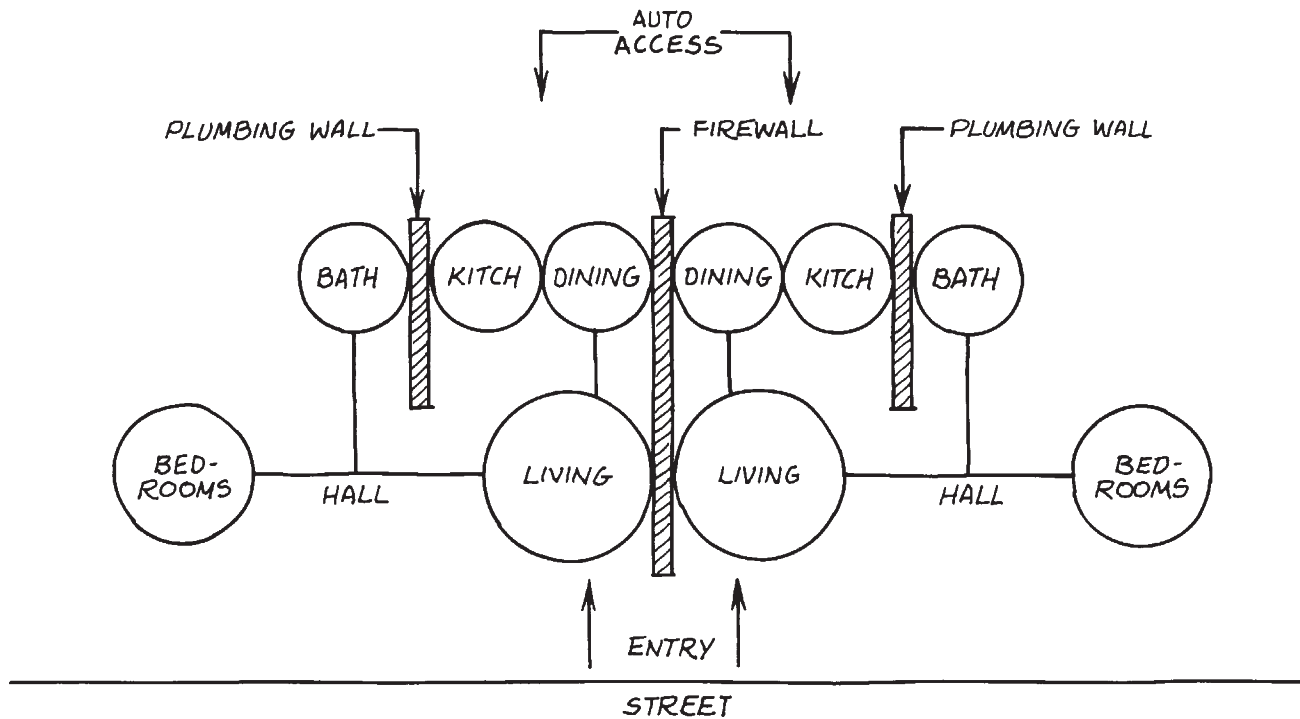 AUTO
ACCESS
PLUMBING WALL
FIREWALL
PLUMBING WALL
BATH
KITCH
DINING
DINING
KITCH
BATH
BED-
ROOMS
HALL
LIVING
LIVING
HALL
BED-
ROOMS
ENTRY
STREET